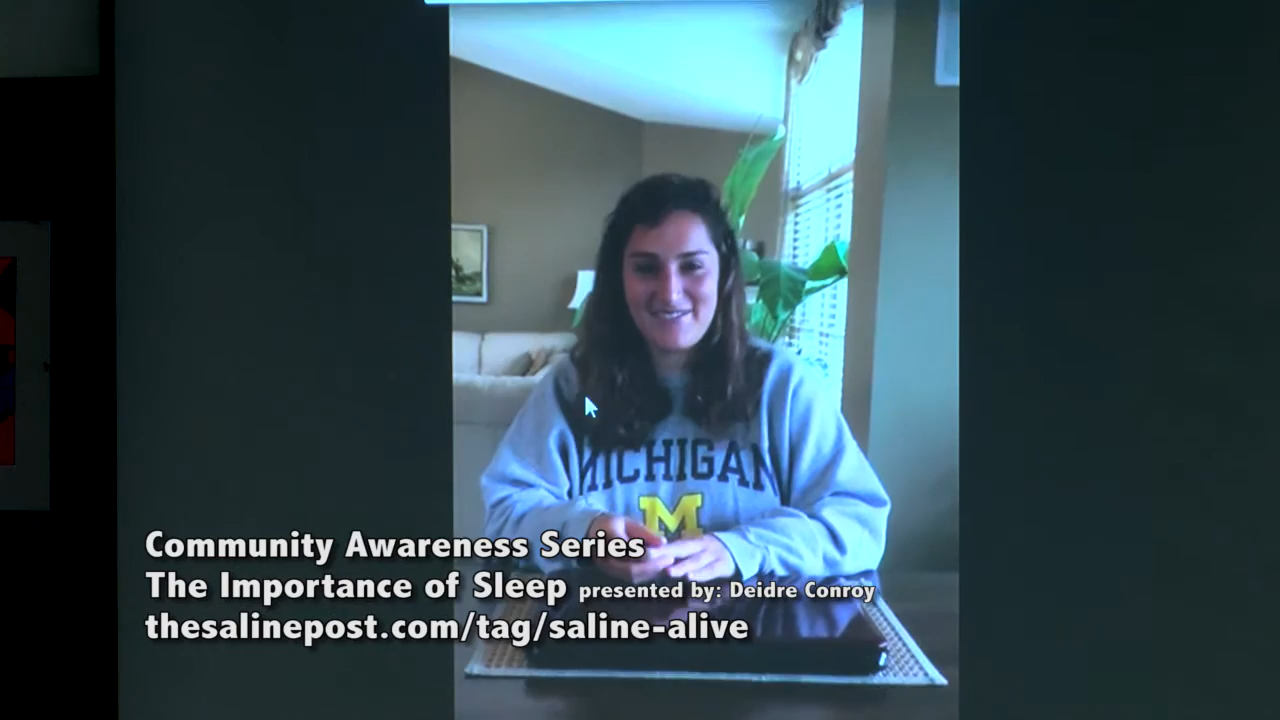 MICHIGAN
M
Community Awareness Series
The Importance of Sleep presented by: Deidre Conroy
thesalinepost.com/tag/saline-alive